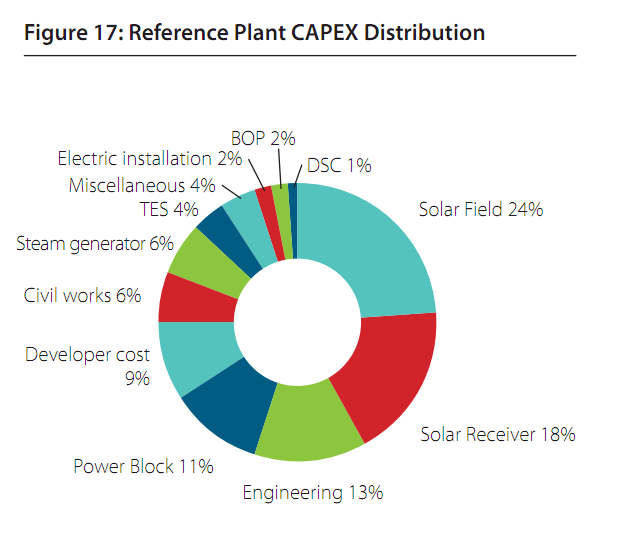 Figure 17: Reference Plant CAPEX Distribution
BOP 2%
Electric installation 2%
DSC 1%
Miscellaneous 4%
TES 4%
Solar Field 24%
Steam generator 6%
Civil works 6%
Developer cost
9%
Solar Receiver 18%
Power Block 11%
Engineering 13%